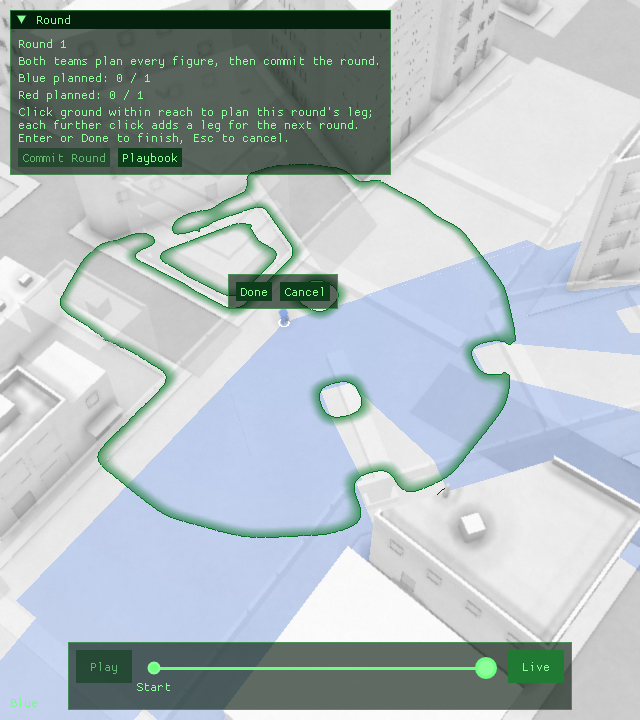 Round
Round 1
Both teams plan every figure, then commit the round.
Blue planned: 0 / 1
Red planned: 0 / 1
Click ground within reach to plan this round's leg;
each further click adds a leg for the next round.
Enter or Done to finish, Esc to cancel.
Commit Round Playbook
Done Cancel
Play Live
Start
Blue